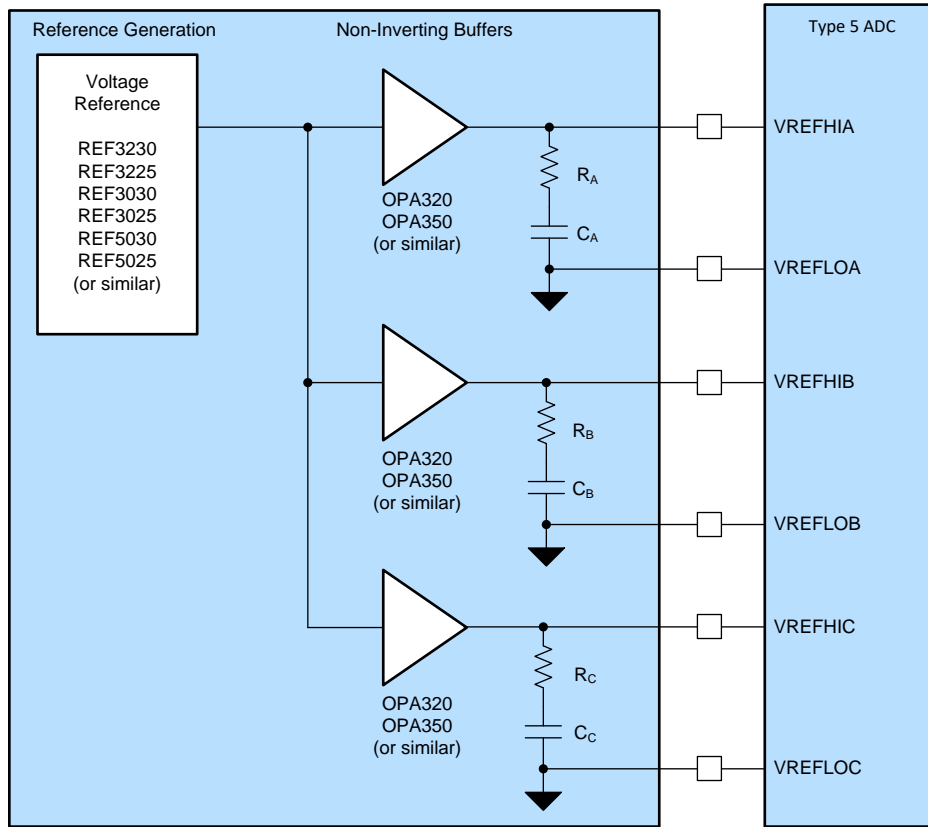 Reference Generation
Non-Inverting Buffers
Type 5 ADC
Voltage
Reference
REF3230
REF3225
REF3030
REF3025
REF5030
REF5025
(or similar)
OPA320
OPA350
(or similar)
RA
CA
VREFHIA
VREFLOA
OPA320
OPA350
(or similar)
RB
CB
VREFHIB
VREFLOB
OPA320
OPA350
(or similar)
RC
CC
VREFHIC
VREFLOC